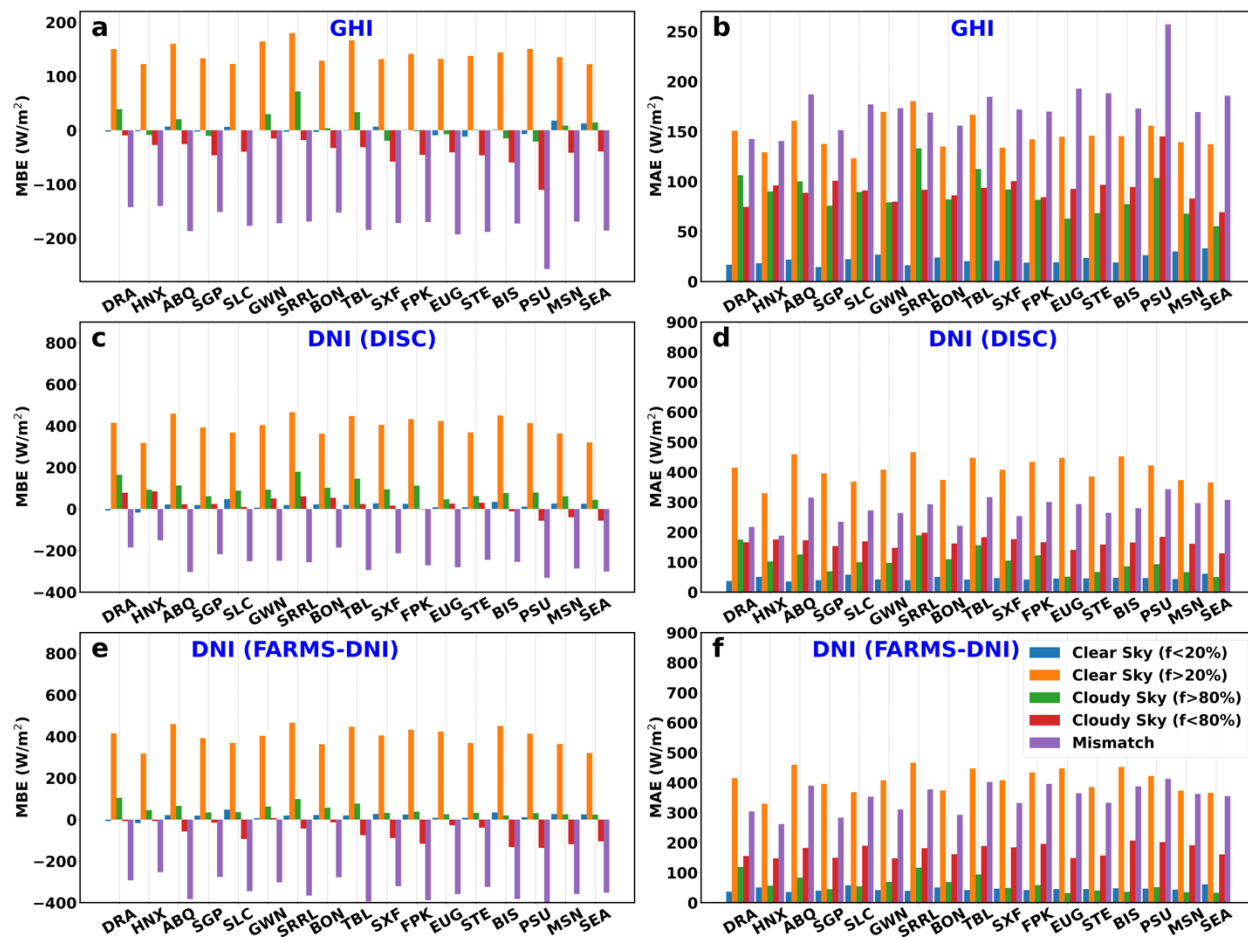 a
GHI
MBE (W/m²)
200
100
0
−100
−200
DRA HNX ABQ SGP SLC GWN SRRL BON TBL SXF FPK EUG STE BIS PSU MSN SEA
b
GHI
MAE (W/m²)
250
200
150
100
50
0
DRA HNX ABQ SGP SLC GWN SRRL BON TBL SXF FPK EUG STE BIS PSU MSN SEA
c
DNI (DISC)
MBE (W/m²)
800
600
400
200
0
−200
−400
DRA HNX ABQ SGP SLC GWN SRRL BON TBL SXF FPK EUG STE BIS PSU MSN SEA
d
DNI (DISC)
MAE (W/m²)
900
800
700
600
500
400
300
200
100
0
DRA HNX ABQ SGP SLC GWN SRRL BON TBL SXF FPK EUG STE BIS PSU MSN SEA
e
DNI (FARMS-DNI)
MBE (W/m²)
800
600
400
200
0
−200
−400
DRA HNX ABQ SGP SLC GWN SRRL BON TBL SXF FPK EUG STE BIS PSU MSN SEA
f
DNI (FARMS-DNI)
MAE (W/m²)
900
800
700
600
500
400
300
200
100
0
Clear Sky (f<20%)
Clear Sky (f>20%)
Cloudy Sky (f>80%)
Cloudy Sky (f<80%)
Mismatch
DRA HNX ABQ SGP SLC GWN SRRL BON TBL SXF FPK EUG STE BIS PSU MSN SEA